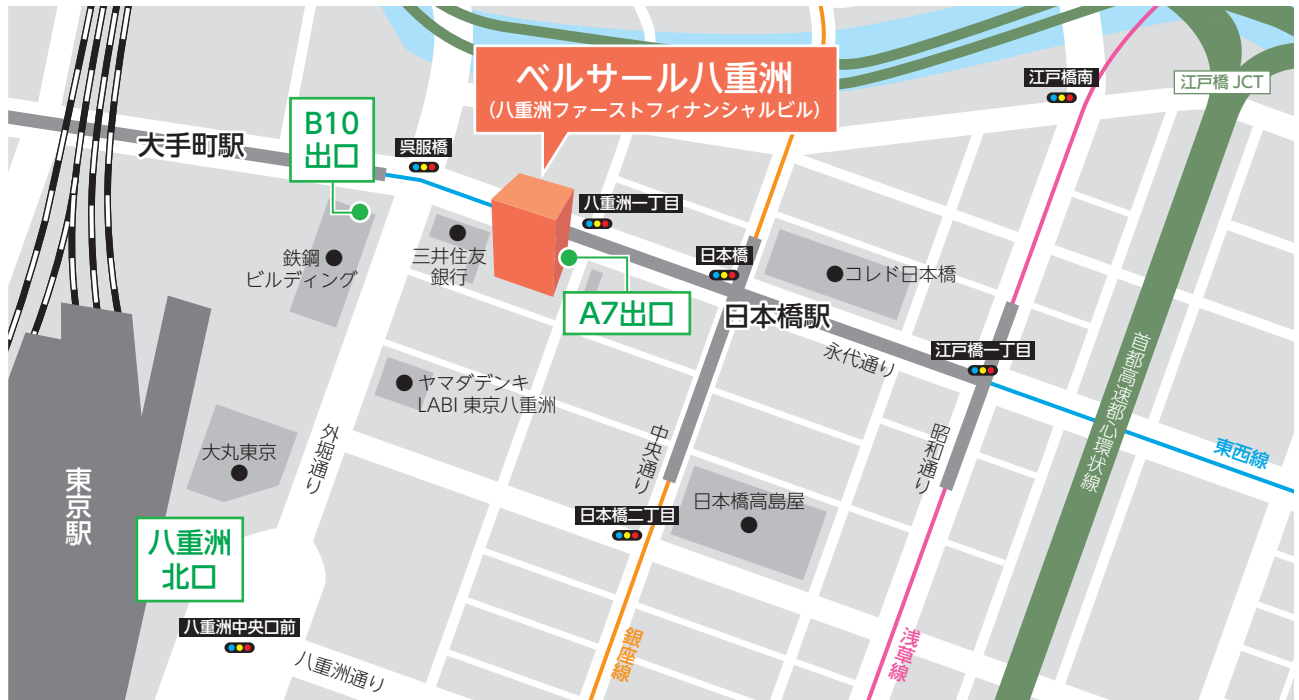 ベルサール八重洲
(八重洲ファーストフィナンシャルビル)
江戸橋南
江戸橋 JCT
B10
出口
大手町駅
呉服橋
八重洲一丁目
日本橋
三井住友
銀行
鉄鋼
ビルディング
コレド日本橋
A7出口
日本橋駅
永代通り
江戸橋一丁目
首都高速都心環状線
ヤマダデンキ
LABI 東京八重洲
外堀通り
中央通り
昭和通り
大丸東京
東西線
東京駅
日本橋高島屋
日本橋二丁目
八重洲
北口
八重洲中央口前
八重洲通り
銀座線
浅草線